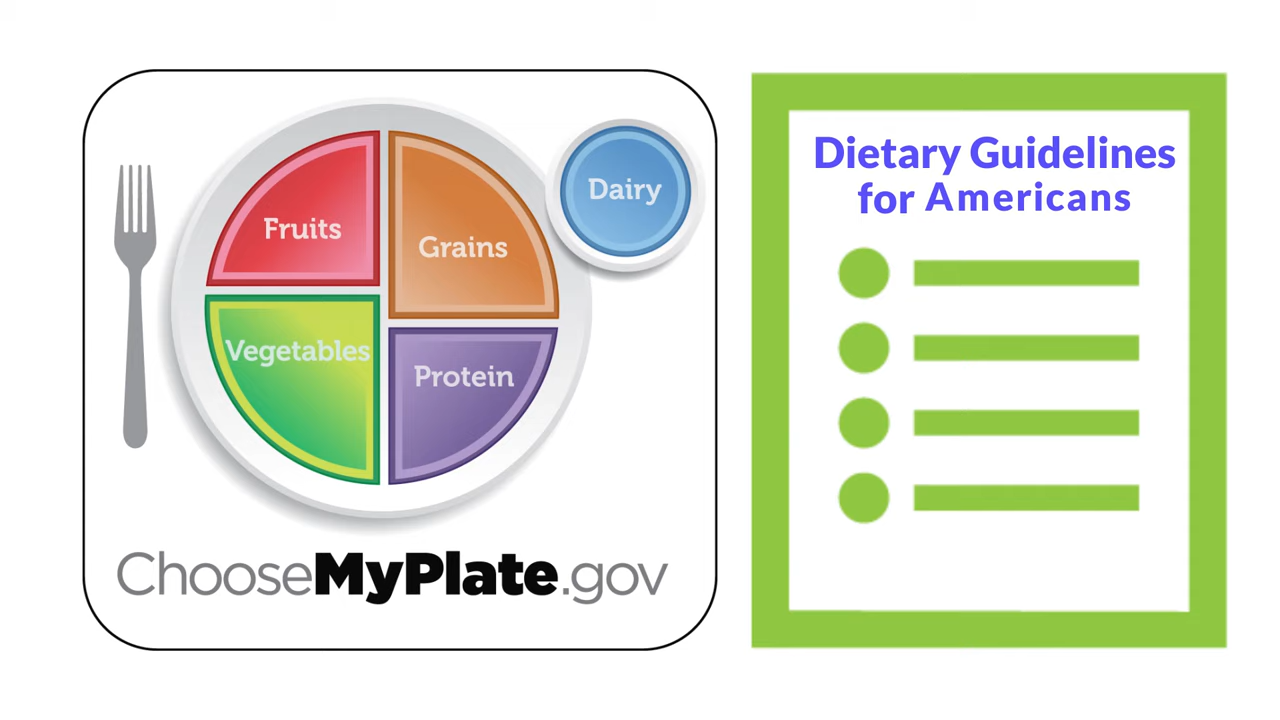 Fruits
Grains
Dairy
Vegetables
Protein
ChooseMyPlate.gov
Dietary Guidelines
for Americans